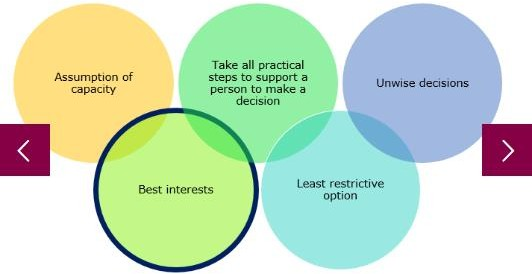 Assumption of
capacity
Take all practical
steps to support a
person to make a
decision
Unwise decisions
Best interests
Least restrictive
option